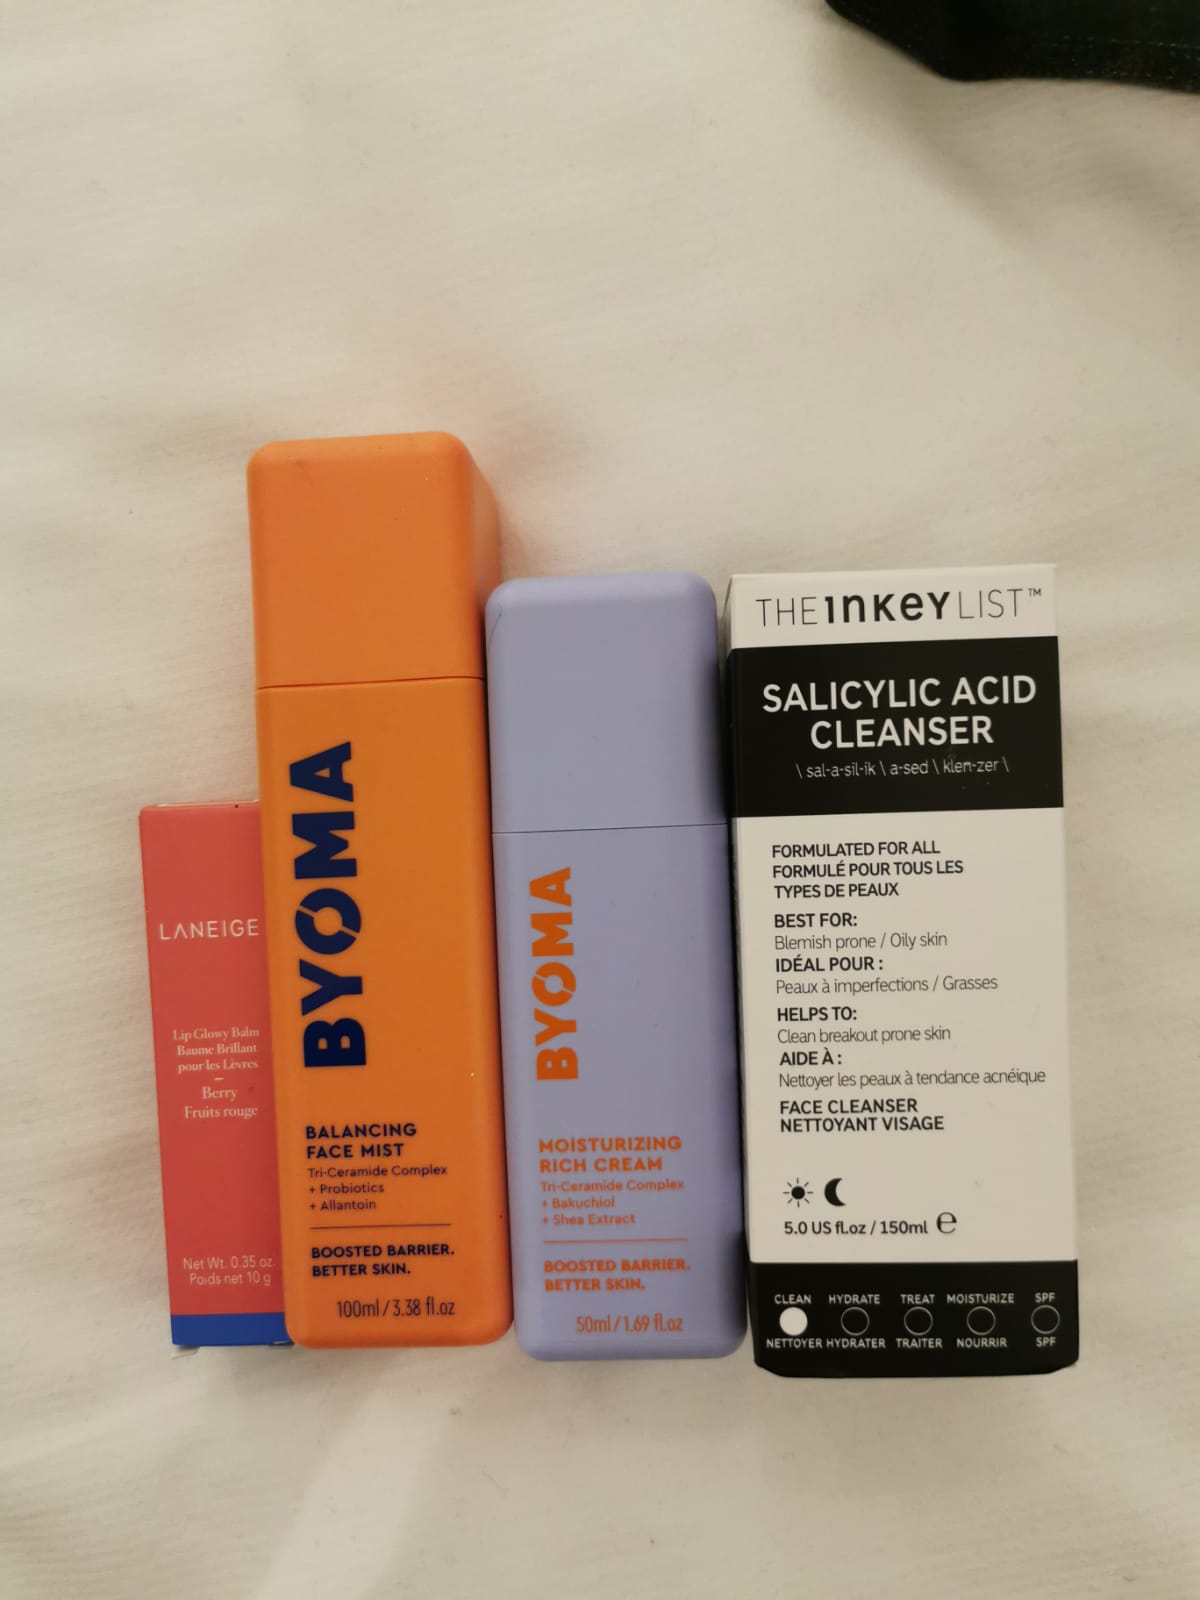 LANEIGE
Lip Glowy Balm
Baume Brillant
pour les Lèvres
–
Berry
Fruits rouge
Net Wt. 0.35 oz.
Poids net 10 g
BYOMA
BALANCING
FACE MIST
Tri-Ceramide Complex
+ Probiotics
+ Allantoin
BOOSTED BARRIER.
BETTER SKIN.
100ml / 3.38 fl.oz
BYOMA
MOISTURIZING
RICH CREAM
Tri-Ceramide Complex
+ Bakuchiol
+ Shea Extract
BOOSTED BARRIER.
BETTER SKIN.
50ml / 1.69 fl.oz
THE INKEY LIST™
SALICYLIC ACID
CLEANSER
\ sal-a-sil-ik \ a-sed \ klen-zer \
FORMULATED FOR ALL
FORMULÉ POUR TOUS LES
TYPES DE PEAUX
BEST FOR:
Blemish prone / Oily skin
IDÉAL POUR :
Peaux à imperfections / Grasses
HELPS TO:
Clean breakout prone skin
AIDE À :
Nettoyer les peaux à tendance acnéique
FACE CLEANSER
NETTOYANT VISAGE
5.0 US fl.oz / 150ml ℮
CLEAN HYDRATE TREAT MOISTURIZE SPF
NETTOYER HYDRATER TRAITER NOURRIR SPF